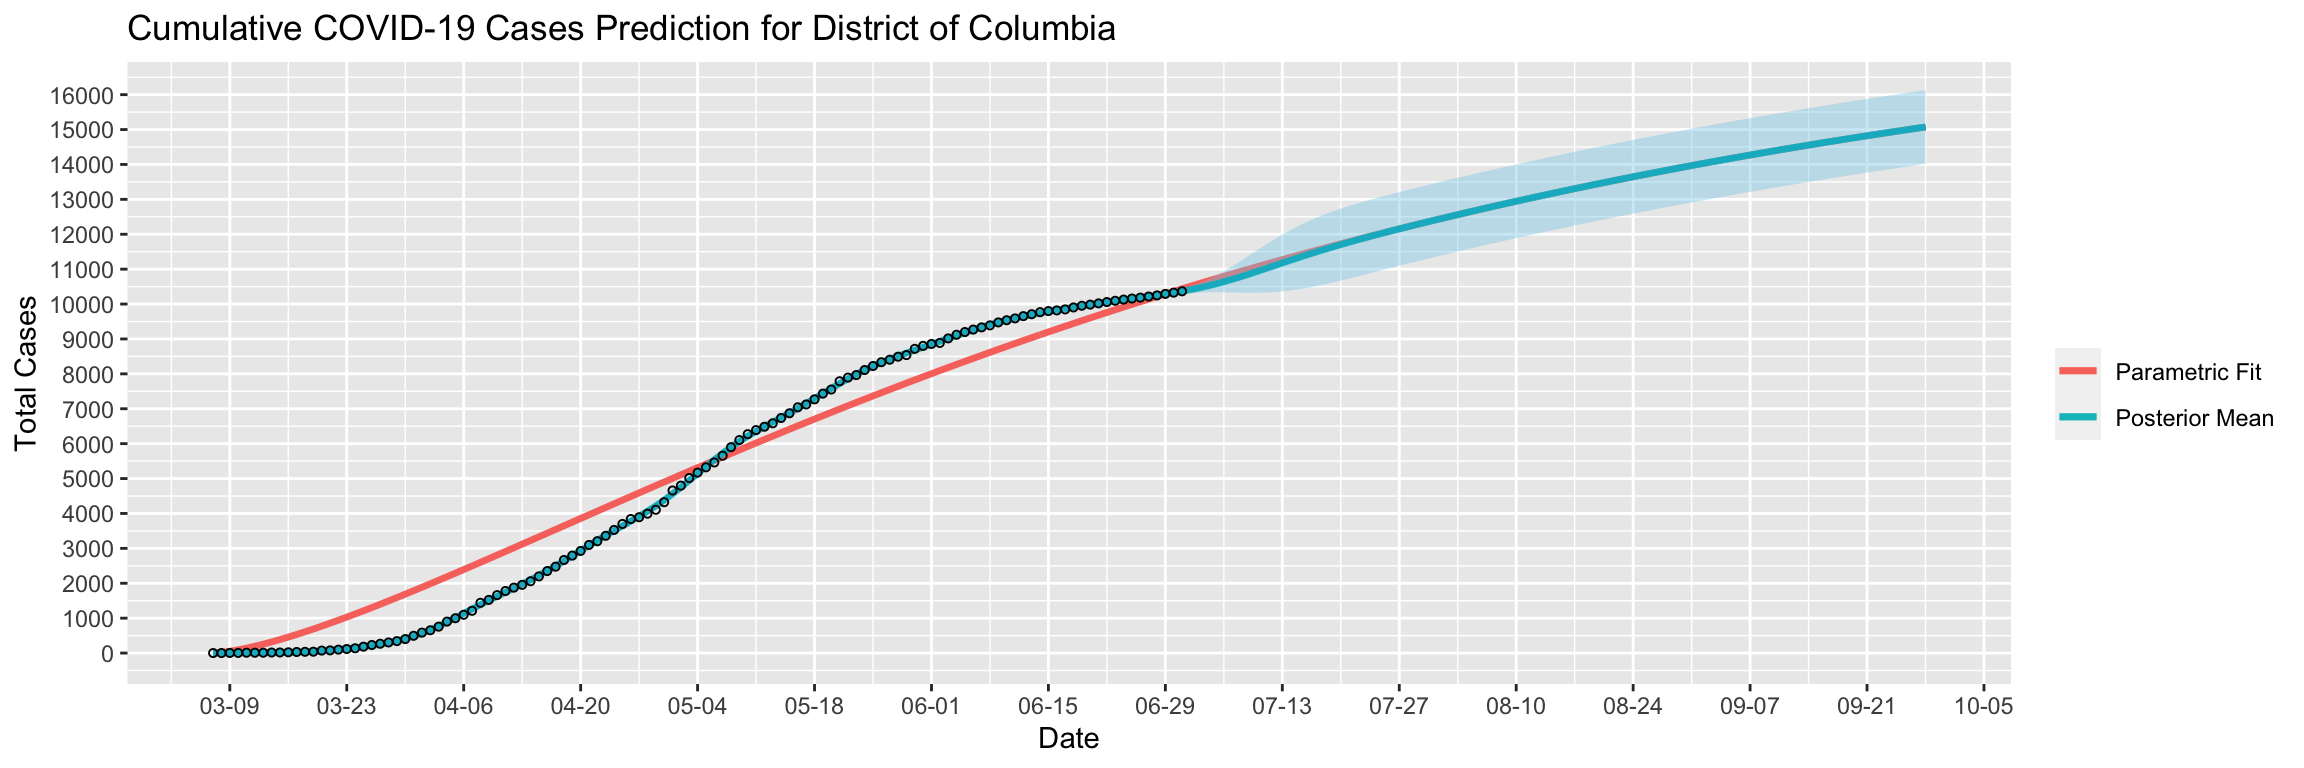 Cumulative COVID-19 Cases Prediction for District of Columbia
Total Cases
16000
15000
14000
13000
12000
11000
10000
9000
8000
7000
6000
5000
4000
3000
2000
1000
0
03-09 03-23 04-06 04-20 05-04 05-18 06-01 06-15 06-29 07-13 07-27 08-10 08-24 09-07 09-21 10-05
Date
Parametric Fit
Posterior Mean